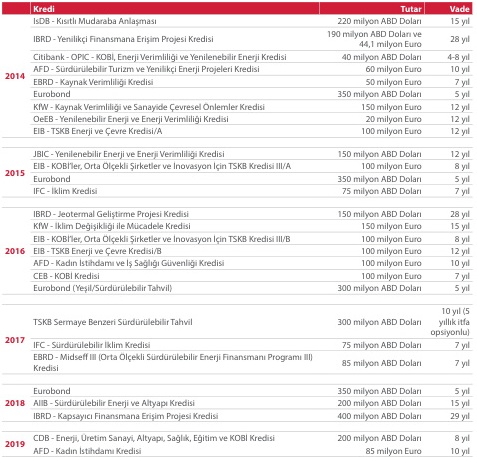 Kredi Tutar Vade
2014
IsDB - Kısıtlı Mudaraba Anlaşması 220 milyon ABD Doları 15 yıl
IBRD - Yenilikçi Finansmana Erişim Projesi Kredisi 190 milyon ABD Doları ve 44,1 milyon Euro 28 yıl
Citibank - OPIC - KOBİ, Enerji Verimliliği ve Yenilenebilir Enerji Kredisi 40 milyon ABD Doları 4-8 yıl
AFD - Sürdürülebilir Turizm ve Yenilikçi Enerji Projeleri Kredisi 60 milyon Euro 10 yıl
EBRD - Kaynak Verimliliği Kredisi 50 milyon Euro 7 yıl
Eurobond 350 milyon ABD Doları 5 yıl
KfW - Kaynak Verimliliği ve Sanayide Çevresel Önlemler Kredisi 150 milyon Euro 12 yıl
OeEB - Yenilenebilir Enerji ve Enerji Verimliliği Kredisi 20 milyon Euro 12 yıl
EIB - TSKB Enerji ve Çevre Kredisi/A 100 milyon Euro 12 yıl
2015
JBIC - Yenilenebilir Enerji ve Enerji Verimliliği Kredisi 150 milyon ABD Doları 12 yıl
EIB - KOBİ'ler, Orta Ölçekli Şirketler ve İnovasyon İçin TSKB Kredisi III/A 100 milyon Euro 8 yıl
Eurobond 350 milyon ABD Doları 5 yıl
IFC - İklim Kredisi 75 milyon ABD Doları 7 yıl
2016
IBRD - Jeotermal Geliştirme Projesi Kredisi 150 milyon ABD Doları 28 yıl
KfW - İklim Değişikliği ile Mücadele Kredisi 150 milyon Euro 15 yıl
EIB - KOBİ'ler, Orta Ölçekli Şirketler ve İnovasyon İçin TSKB Kredisi III/B 100 milyon Euro 8 yıl
EIB - TSKB Enerji ve Çevre Kredisi/B 100 milyon Euro 12 yıl
AFD - Kadın İstihdamı ve İş Sağlığı Güvenliği Kredisi 100 milyon Euro 10 yıl
CEB - KOBİ Kredisi 100 milyon Euro 7 yıl
Eurobond (Yeşil/Sürdürülebilir Tahvil) 300 milyon ABD Doları 5 yıl
2017
TSKB Sermaye Benzeri Sürdürülebilir Tahvil 300 milyon ABD Doları 10 yıl (5 yıllık itfa opsiyonlu)
IFC - Sürdürülebilir İklim Kredisi 75 milyon ABD Doları 7 yıl
EBRD - Midseff III (Orta Ölçekli Sürdürülebilir Enerji Finansmanı Programı III) Kredisi 85 milyon ABD Doları 7 yıl
2018
Eurobond 350 milyon ABD Doları 5 yıl
AIIB - Sürdürülebilir Enerji ve Altyapı Kredisi 200 milyon ABD Doları 15 yıl
IBRD - Kapsayıcı Finansmana Erişim Projesi Kredisi 400 milyon ABD Doları 29 yıl
2019
CDB - Enerji, Üretim Sanayi, Altyapı, Sağlık, Eğitim ve KOBİ Kredisi 200 milyon ABD Doları 8 yıl
AFD - Kadın İstihdamı Kredisi 85 milyon Euro 10 yıl